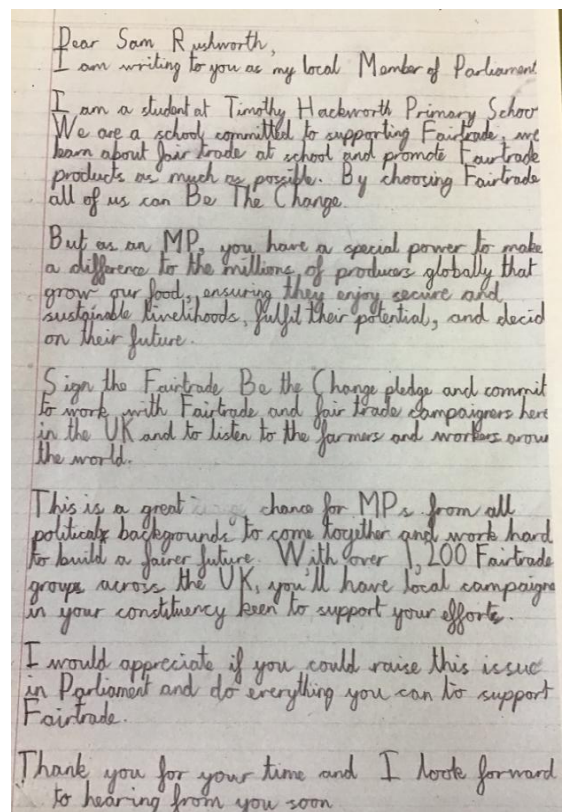 Dear Sam Rushworth,
I am writing to you as my local Member of Parliament
I am a student at Timothy Hackworth Primary Schoo
We are a school committed to supporting Fairtrade, we
learn about fair trade at school and promote Fairtrade
products as much as possible. By choosing Fairtrade
all of us can Be The Change.
But as an MP, you have a special power to make
a difference to the millions of producers globally that
grow our food, ensuring they enjoy secure and
sustainable livelihoods, fulfil their potential, and decid
on their future.
Sign the Fairtrade Be the Change pledge and commit
to work with Fairtrade and fair trade campaigners here
in the UK and to listen to the farmers and workers aroun
the world.
This is a great chance for MPs from all
political backgrounds to come together and work hard
to build a fairer future. With over 1,200 Fairtrade
groups across the UK, you'll have local campaigne
in your constituency keen to support your efforts.
I would appreciate if you could raise this issue
in Parliament and do everything you can to support
Fairtrade.
Thank you for your time and I look forward
to hearing from you soon